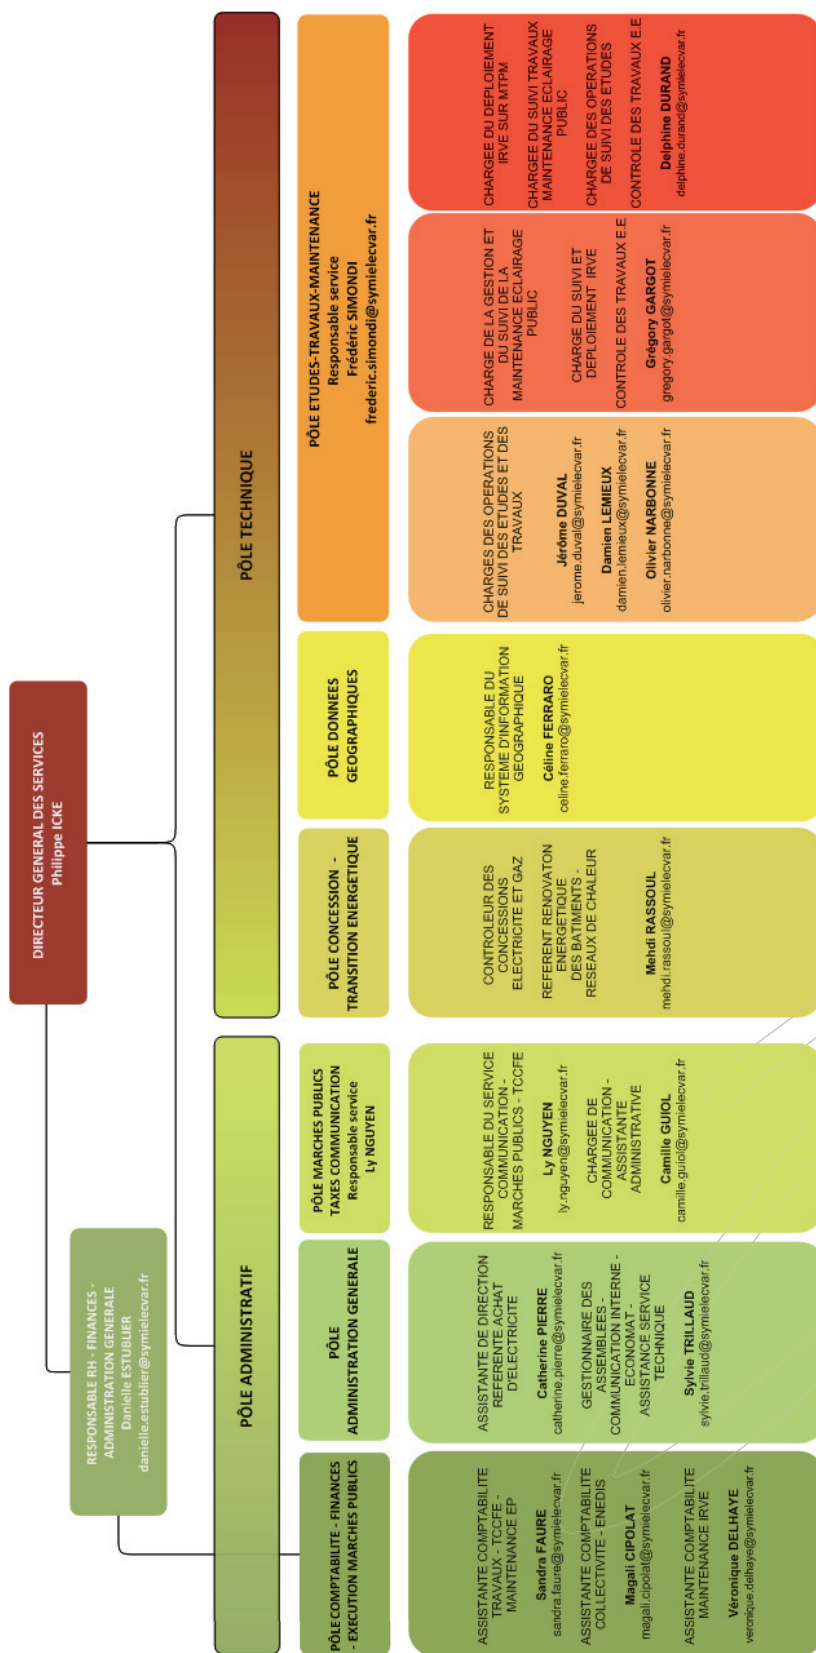 DIRECTEUR GENERAL DES SERVICES
Philippe ICKE
RESPONSABLE RH - FINANCES -
ADMINISTRATION GENERALE
Danielle ESTUBLIER
danielle.estublier@symielecvar.fr
PÔLE ADMINISTRATIF
PÔLE TECHNIQUE
PÔLE COMPTABILITE - FINANCES
- EXECUTION MARCHES PUBLICS
PÔLE
ADMINISTRATION GENERALE
PÔLE MARCHES PUBLICS
TAXES COMMUNICATION
Responsable service
Ly NGUYEN
PÔLE CONCESSION -
TRANSITION ENERGETIQUE
PÔLE DONNEES
GEOGRAPHIQUES
PÔLE ETUDES-TRAVAUX-MAINTENANCE
Responsable service
Frédéric SIMONDI
frederic.simondi@symielecvar.fr
ASSISTANTE COMPTABILITE
TRAVAUX - TCCFE -
MAINTENANCE EP
Sandra FAURE
sandra.faure@symielecvar.fr
ASSISTANTE COMPTABILITE
COLLECTIVITE - ENEDIS
Magali CIPOLAT
magali.cipolat@symielecvar.fr
ASSISTANTE COMPTABILITE
MAINTENANCE IRVE
Véronique DELHAYE
veronique.delhaye@symielecvar.fr
ASSISTANTE DE DIRECTION
REFERENTE ACHAT
D'ELECTRICITE
Catherine PIERRE
catherine.pierre@symielecvar.fr
GESTIONNAIRE DES
ASSEMBLEES -
COMMUNICATION INTERNE -
ECONOMAT -
ASSISTANCE SERVICE
TECHNIQUE
Sylvie TRILLAUD
sylvie.trillaud@symielecvar.fr
RESPONSABLE DU SERVICE
COMMUNICATION -
MARCHES PUBLICS - TCCFE
Ly NGUYEN
ly.nguyen@symielecvar.fr
CHARGEE DE
COMMUNICATION -
ASSISTANTE
ADMINISTRATIVE
Camille GUIOL
camille.guiol@symielecvar.fr
CONTROLEUR DES
CONCESSIONS
ELECTRICITE ET GAZ
REFERENT RENOVATON
ENERGETIQUE
DES BATIMENTS -
RESEAUX DE CHALEUR
Mehdi RASSOUL
mehdi.rassoul@symielecvar.fr
RESPONSABLE DU
SYSTEME D'INFORMATION
GEOGRAPHIQUE
Céline FERRARO
celine.ferraro@symielecvar.fr
CHARGES DES OPERATIONS
DE SUIVI DES ETUDES ET DES
TRAVAUX
Jérôme DUVAL
jerome.duval@symielecvar.fr
Damien LEMIEUX
damien.lemieux@symielecvar.fr
Olivier NARBONNE
olivier.narbonne@symielecvar.fr
CHARGE DE LA GESTION ET
DU SUIVI DE LA
MAINTENANCE ECLAIRAGE
PUBLIC
CHARGE DU SUIVI ET
DEPLOIEMENT IRVE
CONTROLE DES TRAVAUX E.E
Grégory GARGOT
gregory.gargot@symielecvar.fr
CHARGEE DU DEPLOIEMENT
IRVE SUR MTPM
CHARGEE DU SUIVI TRAVAUX
MAINTENANCE ECLAIRAGE
PUBLIC
CHARGEE DES OPERATIONS
DE SUIVI DES ETUDES
CONTROLE DES TRAVAUX E.E
Delphine DURAND
delphine.durand@symielecvar.fr